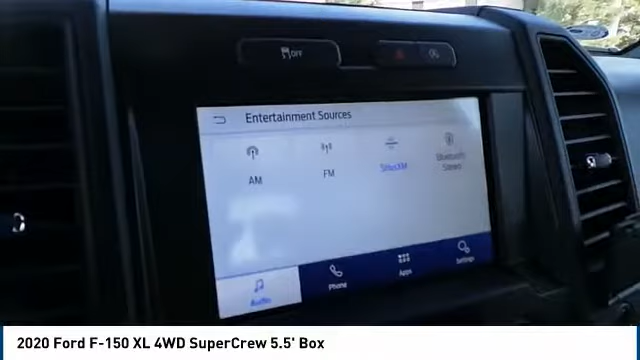 OFF
Entertainment Sources
AM
FM
SiriusXM
Bluetooth
Stereo
Audio
Phone
Apps
Settings
2020 Ford F-150 XL 4WD SuperCrew 5.5' Box